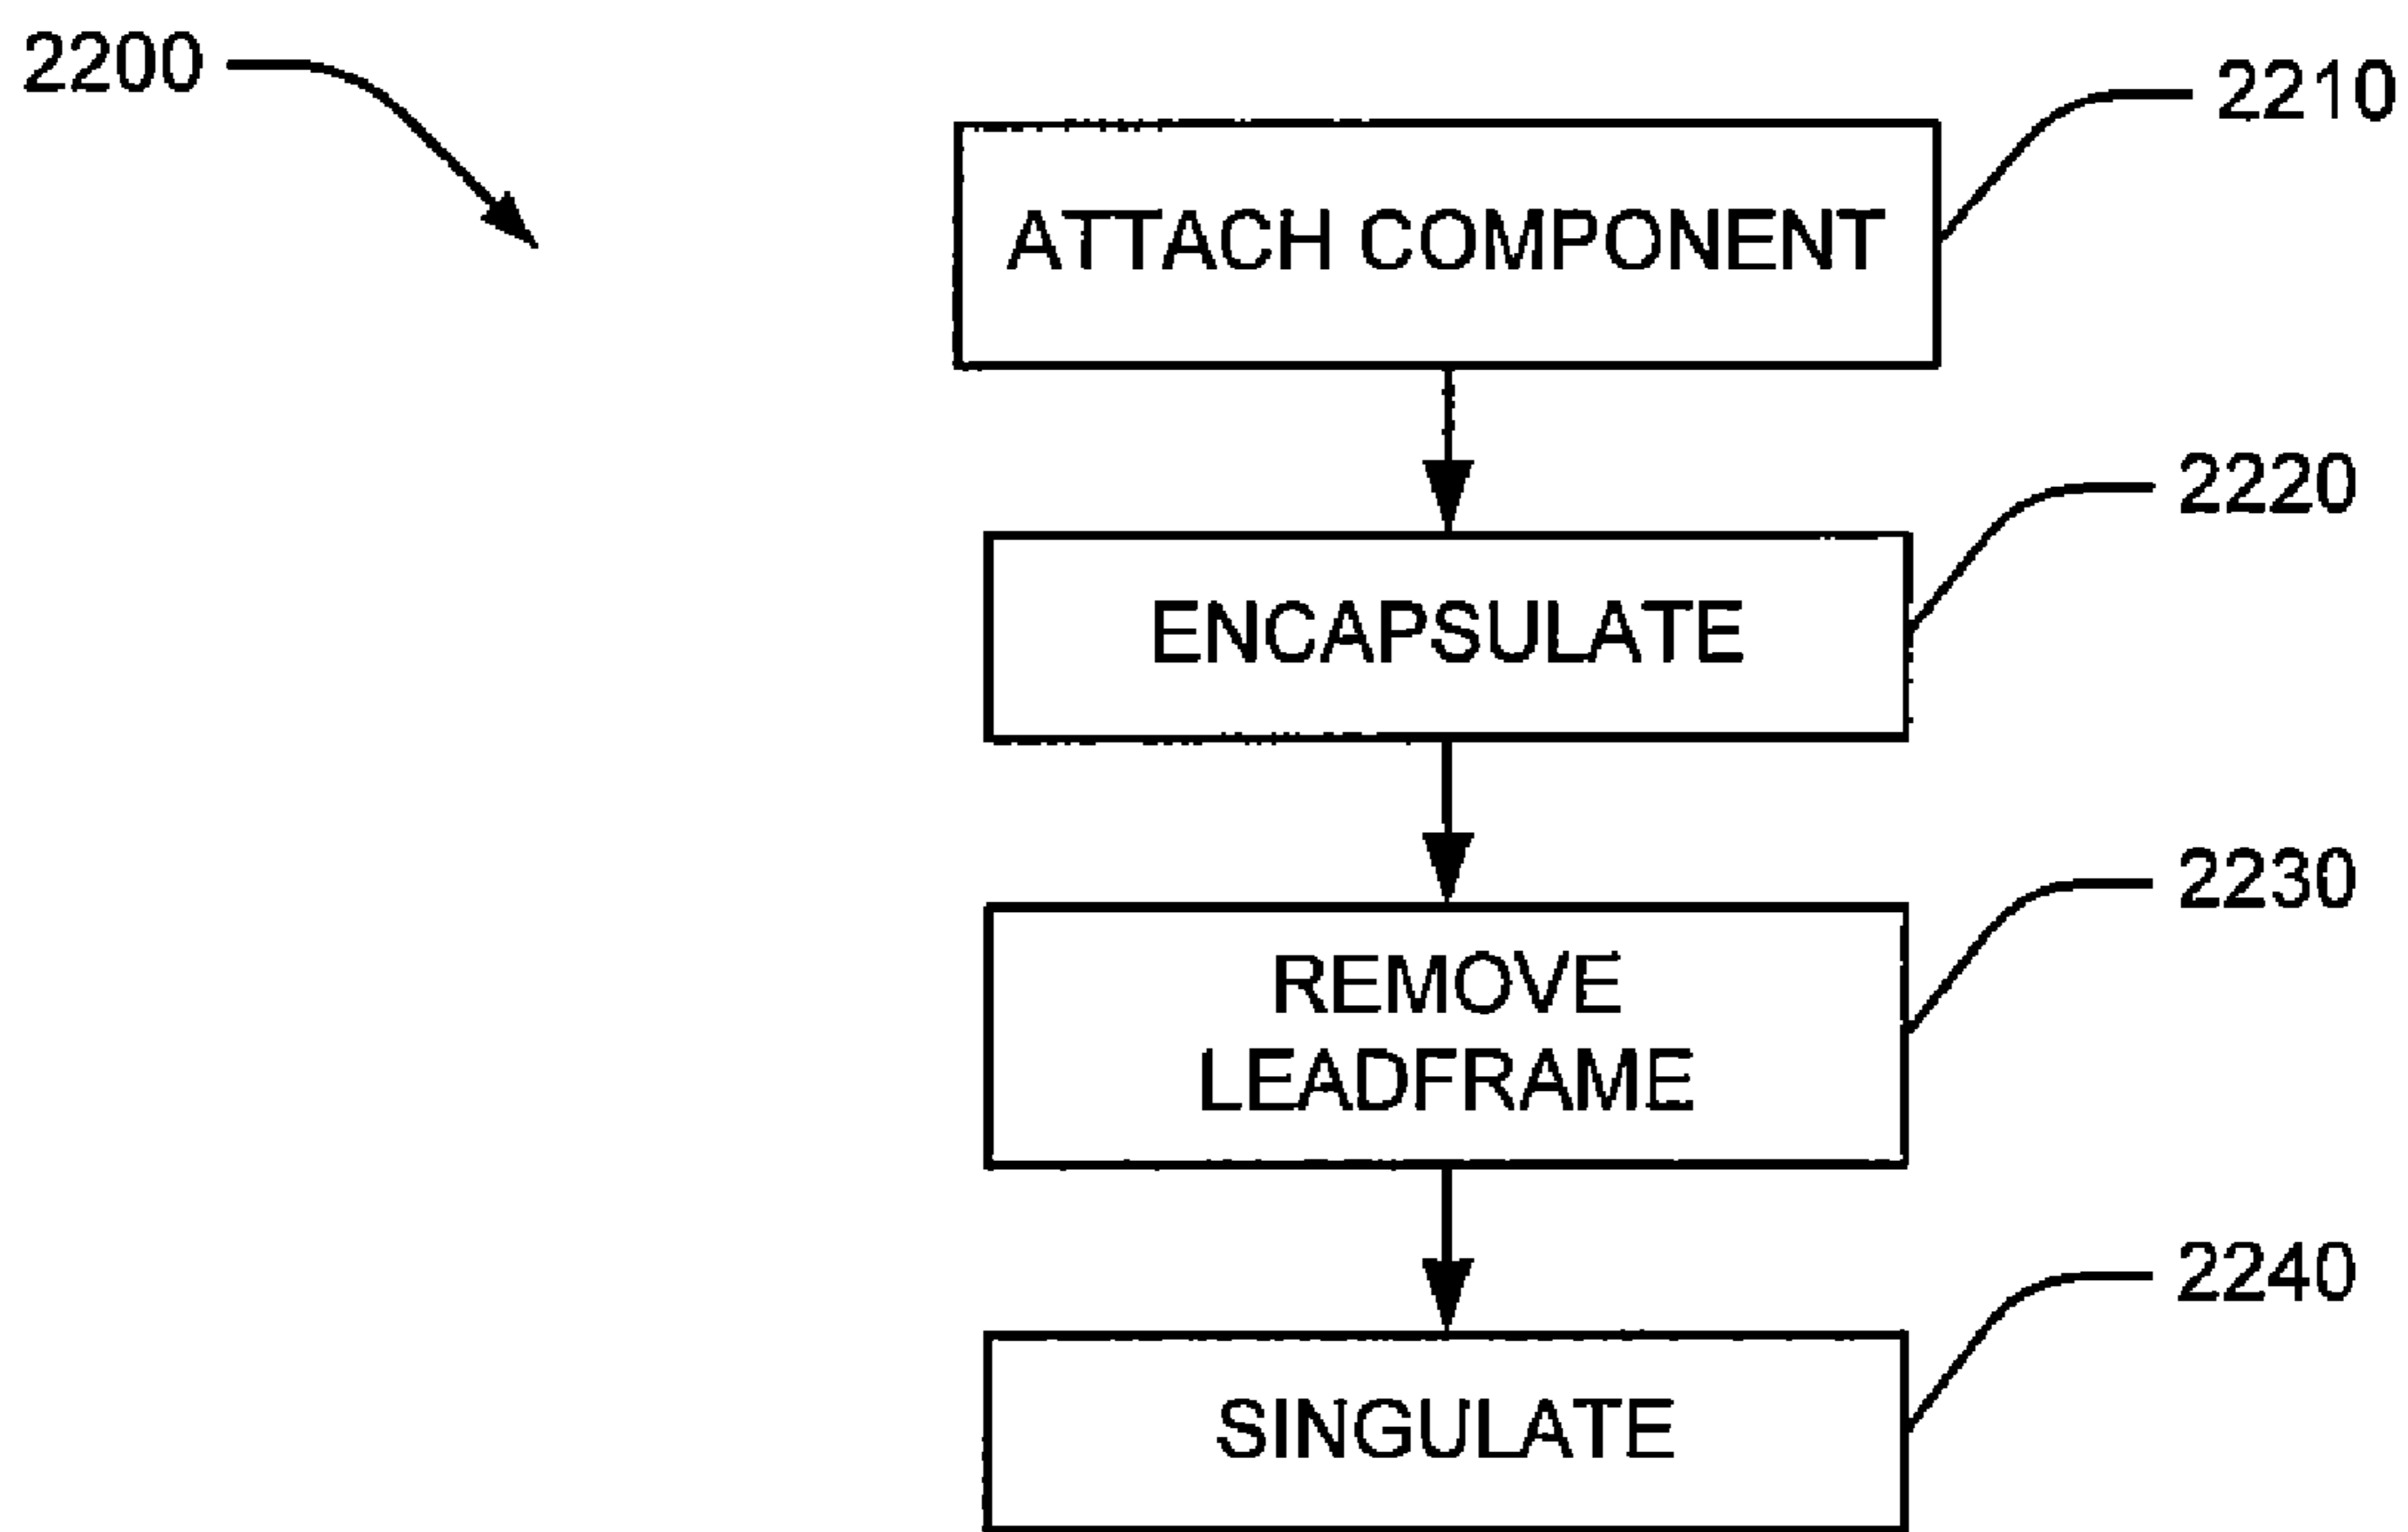 2200
2210
ATTACH COMPONENT
2220
ENCAPSULATE
2230
REMOVE
LEADFRAME
2240
SINGULATE